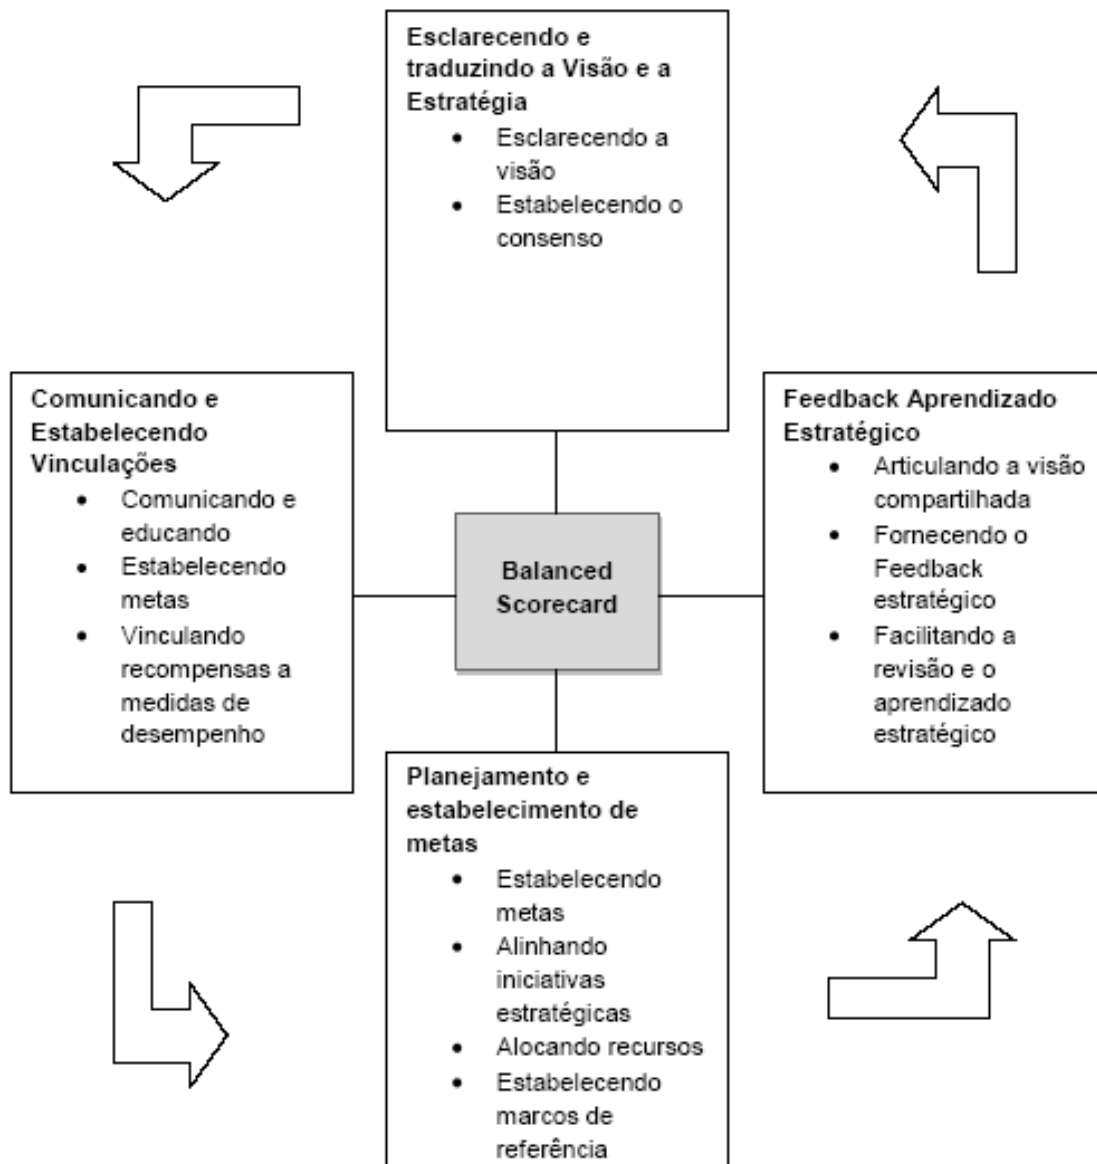 Esclarecendo e
traduzindo a Visão e a
Estratégia
• Esclarecendo a
visão
• Estabelecendo o
consenso
Comunicando e
Estabelecendo
Vinculações
• Comunicando e
educando
• Estabelecendo
metas
• Vinculando
recompensas a
medidas de
desempenho
Balanced
Scorecard
Feedback Aprendizado
Estratégico
• Articulando a visão
compartilhada
• Fornecendo o
Feedback
estratégico
• Facilitando a
revisão e o
aprendizado
estratégico
Planejamento e
estabelecimento de
metas
• Estabelecendo
metas
• Alinhando
iniciativas
estratégicas
• Alocando recursos
• Estabelecendo
marcos de
referência